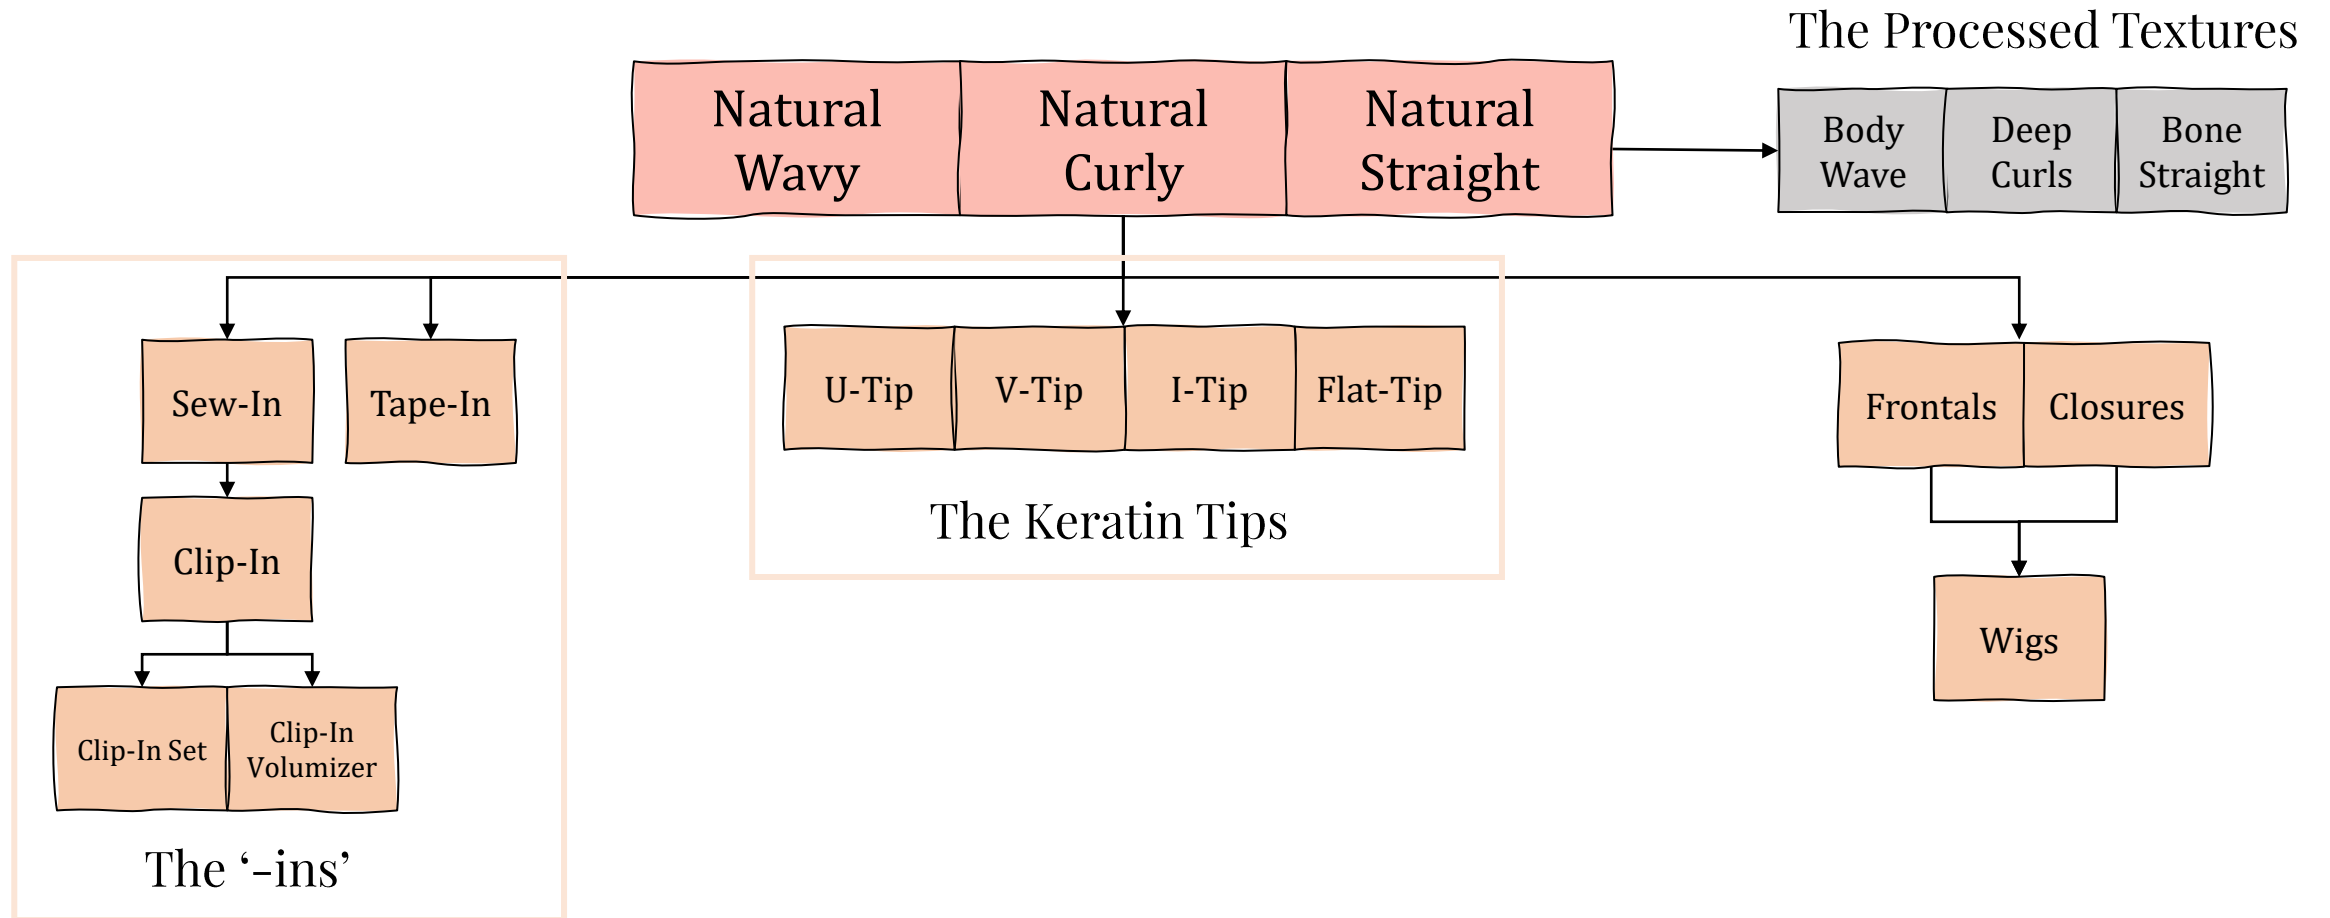 The Processed Textures
Natural
Wavy
Natural
Curly
Natural
Straight
Body
Wave
Deep
Curls
Bone
Straight
Sew-In
Tape-In
U-Tip
V-Tip
I-Tip
Flat-Tip
Frontals
Closures
The Keratin Tips
Clip-In
Wigs
Clip-In Set
Clip-In
Volumizer
The ‘-ins’